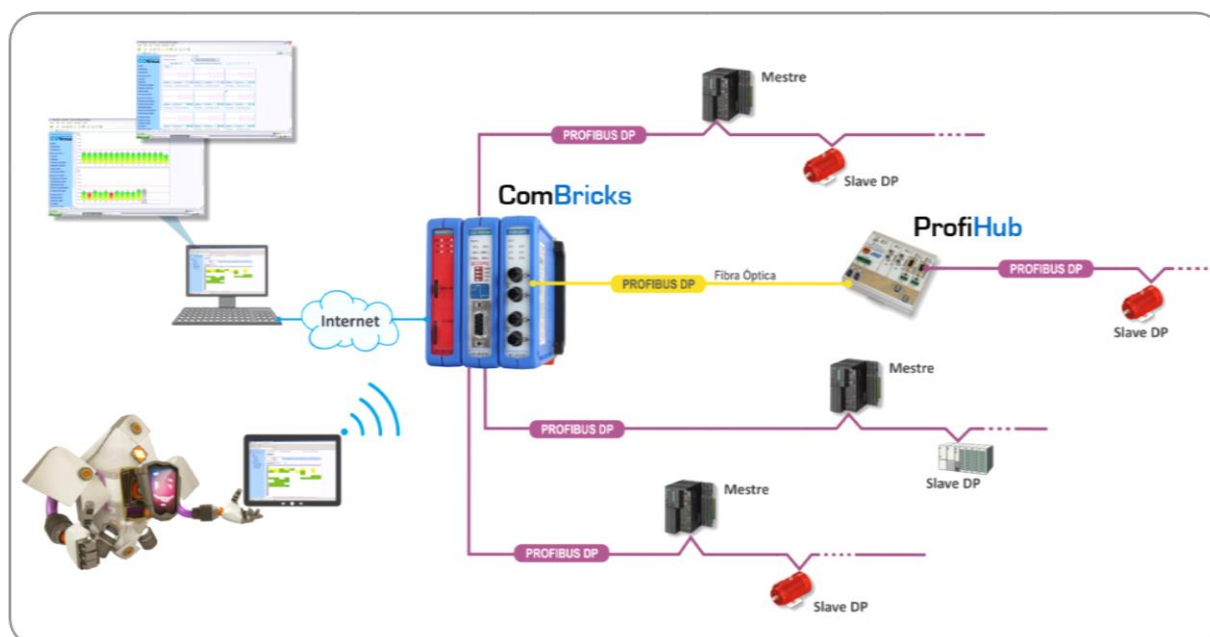 Mestre
PROFIBUS DP
Slave DP
ComBricks
ProfiHub
PROFIBUS DP
Fibra Óptica
PROFIBUS DP
Slave DP
Internet
Mestre
PROFIBUS DP
Slave DP
Mestre
PROFIBUS DP
Slave DP